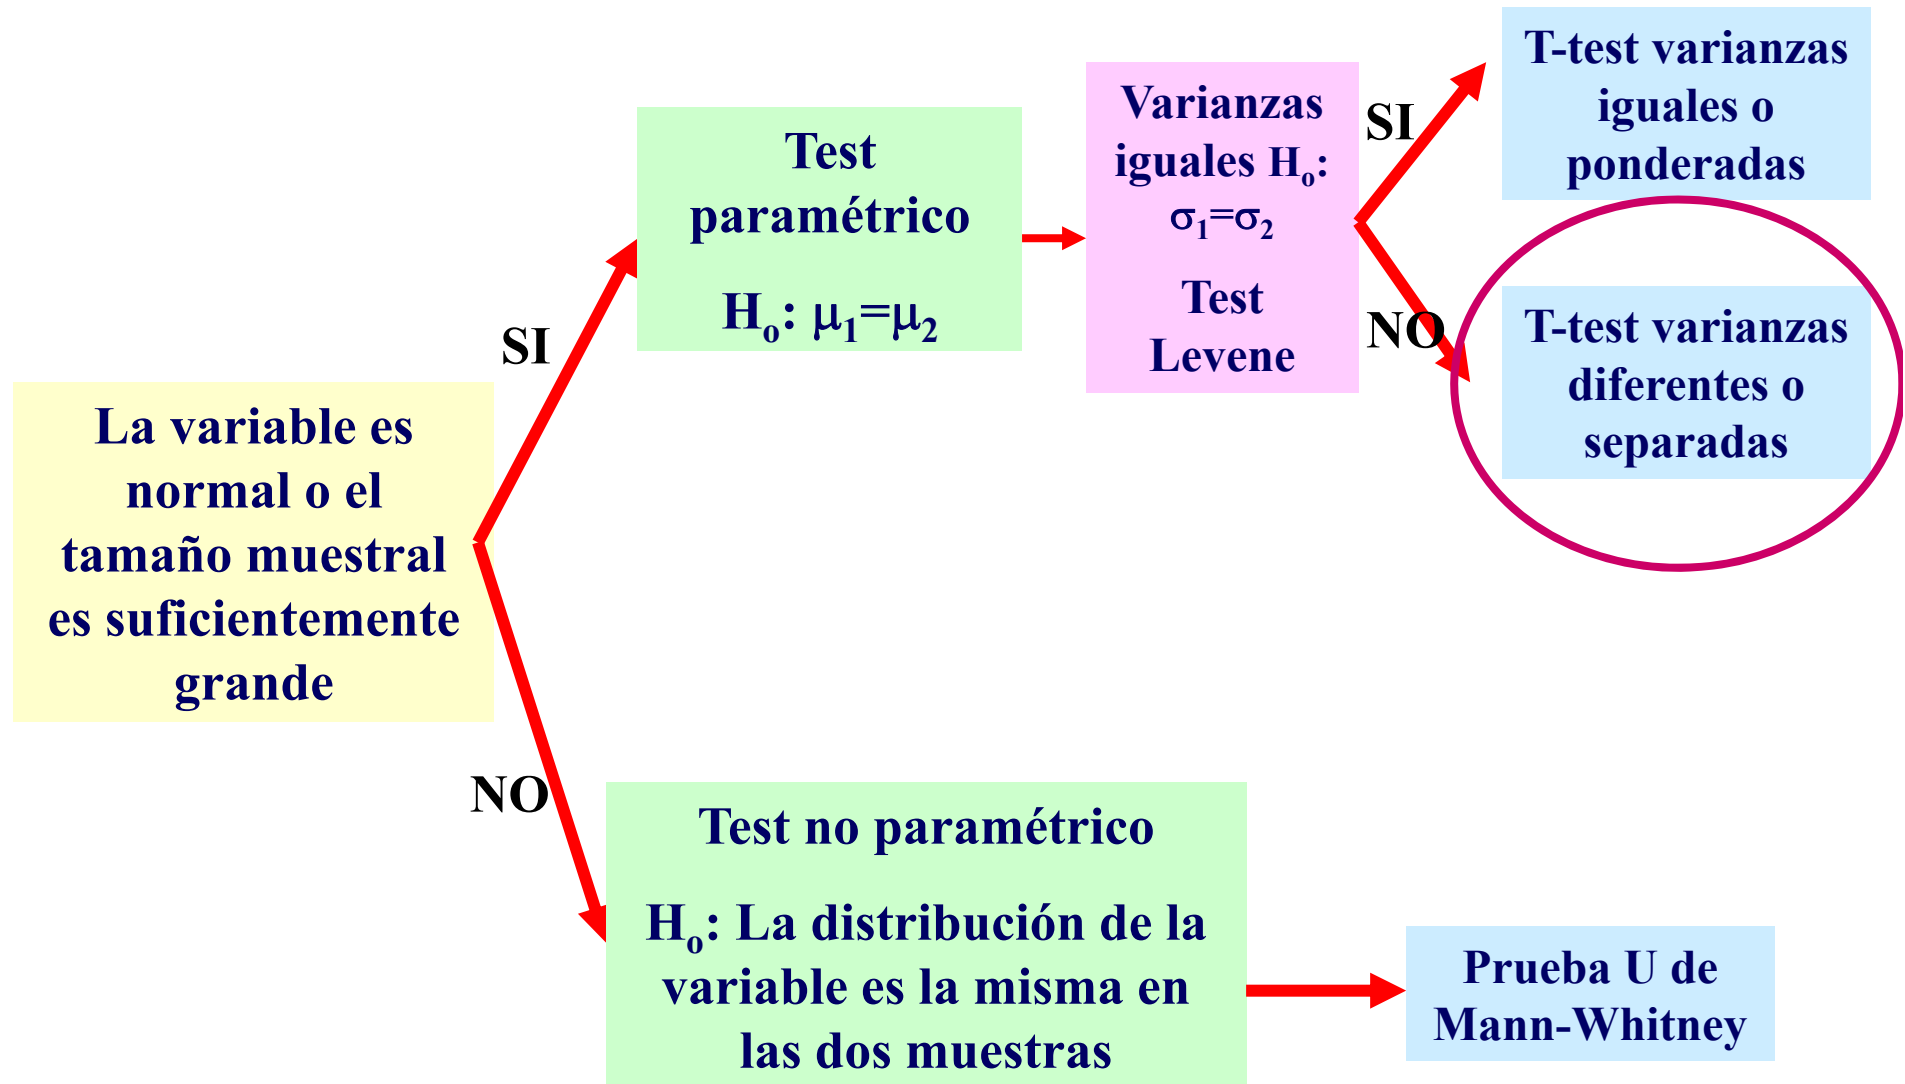 La variable es
normal o el
tamaño muestral
es suficientemente
grande
SI
Test
paramétrico
Hₒ: μ₁=μ₂
Varianzas
iguales Hₒ:
σ₁=σ₂
Test
Levene
SI
T-test varianzas
iguales o
ponderadas
NO
T-test varianzas
diferentes o
separadas
NO
Test no paramétrico
Hₒ: La distribución de la
variable es la misma en
las dos muestras
Prueba U de
Mann-Whitney